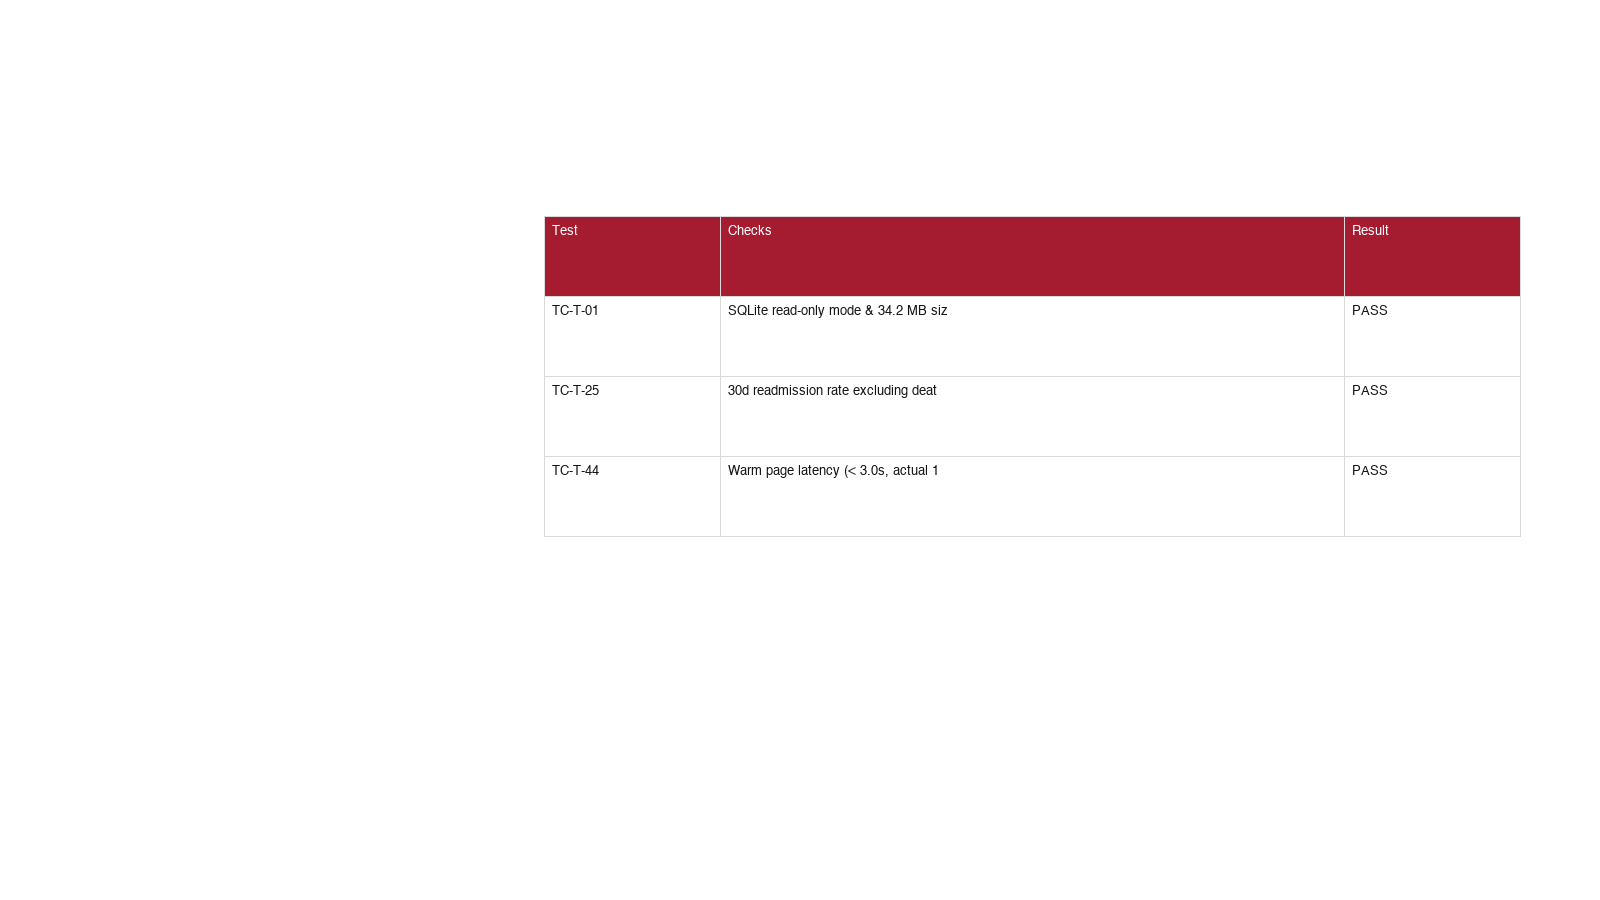 Test Checks Result
TC-T-01 SQLite read-only mode & 34.2 MB siz PASS
TC-T-25 30d readmission rate excluding deat PASS
TC-T-44 Warm page latency (< 3.0s, actual 1 PASS